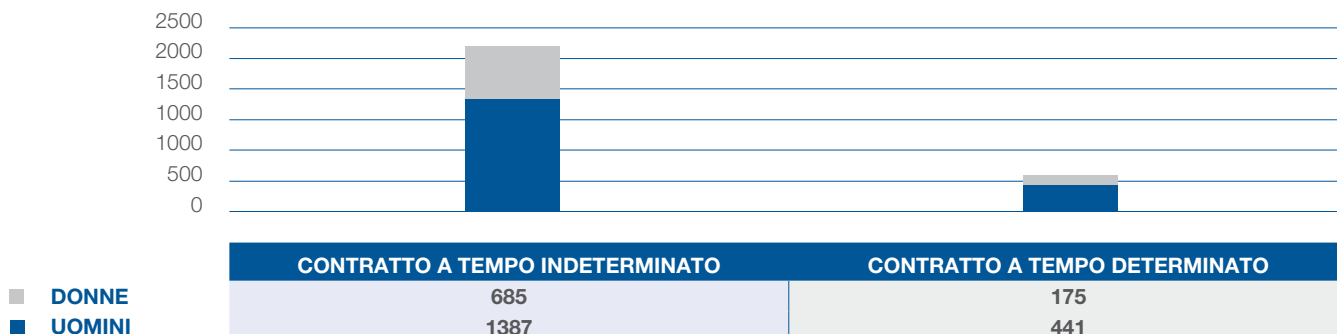 2500
2000
1500
1000
1000
500
0
CONTRATTO A TEMPO INDETERMINATO CONTRATTO A TEMPO DETERMINATO
DONNE 685 175
UOMINI 1387 441